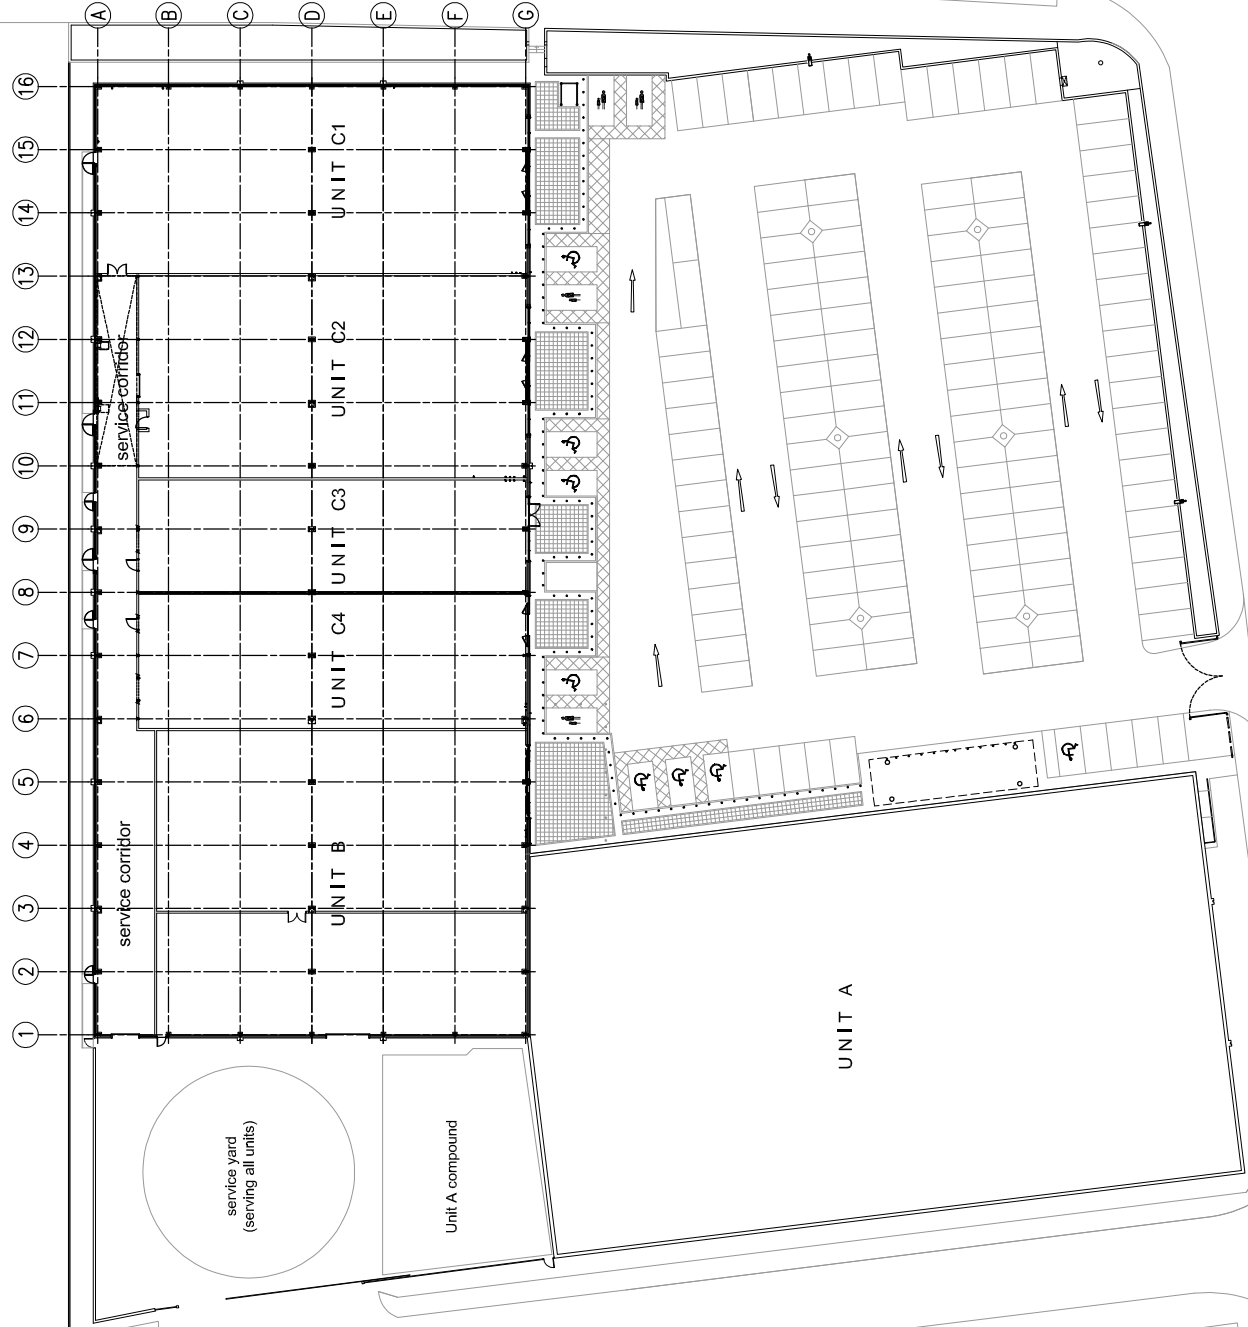 A
B
C
D
E
F
G
16
15
14
13
12
11
10
9
8
7
6
5
4
3
2
1
UNIT C1
UNIT C2
UNIT C3
UNIT C4
UNIT B
UNIT A
service corridor
service corridor
service yard
(serving all units)
Unit A compound